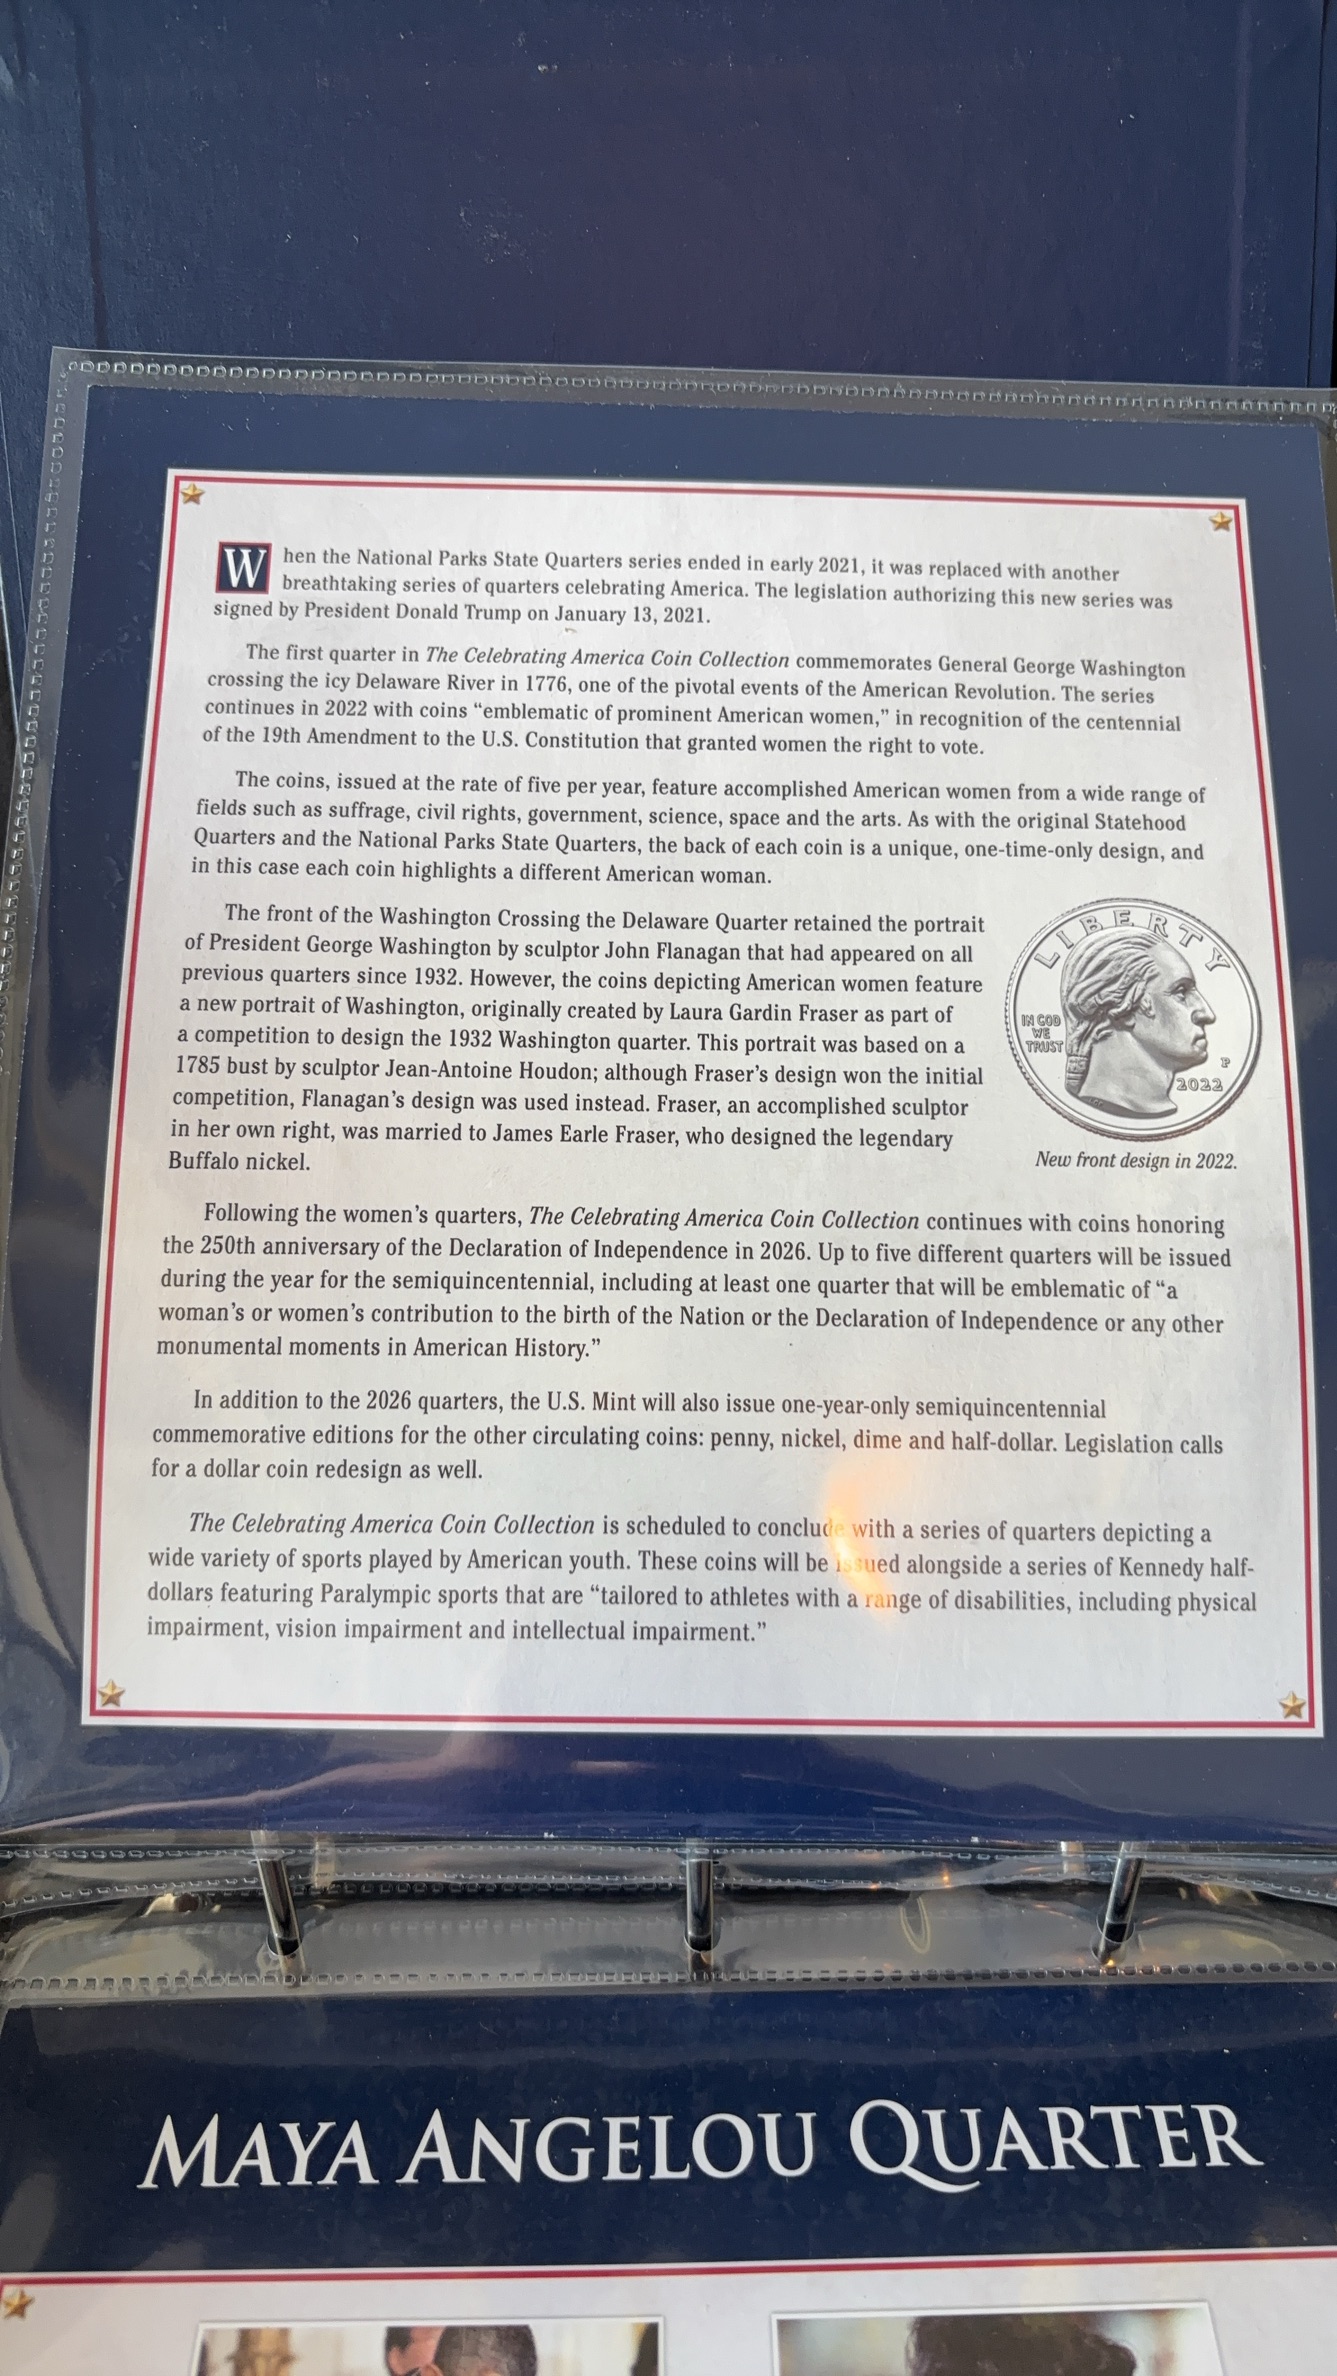 When the National Parks State Quarters series ended in early 2021, it was replaced with another
breathtaking series of quarters celebrating America. The legislation authorizing this new series was
signed by President Donald Trump on January 13, 2021.
The first quarter in The Celebrating America Coin Collection commemorates General George Washington
crossing the icy Delaware River in 1776, one of the pivotal events of the American Revolution. The series
continues in 2022 with coins “emblematic of prominent American women,” in recognition of the centennial
of the 19th Amendment to the U.S. Constitution that granted women the right to vote.
The coins, issued at the rate of five per year, feature accomplished American women from a wide range of
fields such as suffrage, civil rights, government, science, space and the arts. As with the original Statehood
Quarters and the National Parks State Quarters, the back of each coin is a unique, one-time-only design, and
in this case each coin highlights a different American woman.
The front of the Washington Crossing the Delaware Quarter retained the portrait
of President George Washington by sculptor John Flanagan that had appeared on all
previous quarters since 1932. However, the coins depicting American women feature
a new portrait of Washington, originally created by Laura Gardin Fraser as part of
a competition to design the 1932 Washington quarter. This portrait was based on a
1785 bust by sculptor Jean-Antoine Houdon; although Fraser’s design won the initial
competition, Flanagan’s design was used instead. Fraser, an accomplished sculptor
in her own right, was married to James Earle Fraser, who designed the legendary
Buffalo nickel.
LIBERTY
IN GOD
WE
TRUST
P
2022
New front design in 2022.
Following the women’s quarters, The Celebrating America Coin Collection continues with coins honoring
the 250th anniversary of the Declaration of Independence in 2026. Up to five different quarters will be issued
during the year for the semiquincentennial, including at least one quarter that will be emblematic of “a
woman’s or women’s contribution to the birth of the Nation or the Declaration of Independence or any other
monumental moments in American History.”
In addition to the 2026 quarters, the U.S. Mint will also issue one-year-only semiquincentennial
commemorative editions for the other circulating coins: penny, nickel, dime and half-dollar. Legislation calls
for a dollar coin redesign as well.
The Celebrating America Coin Collection is scheduled to conclude with a series of quarters depicting a
wide variety of sports played by American youth. These coins will be issued alongside a series of Kennedy half-
dollars featuring Paralympic sports that are “tailored to athletes with a range of disabilities, including physical
impairment, vision impairment and intellectual impairment.”
MAYA ANGELOU QUARTER